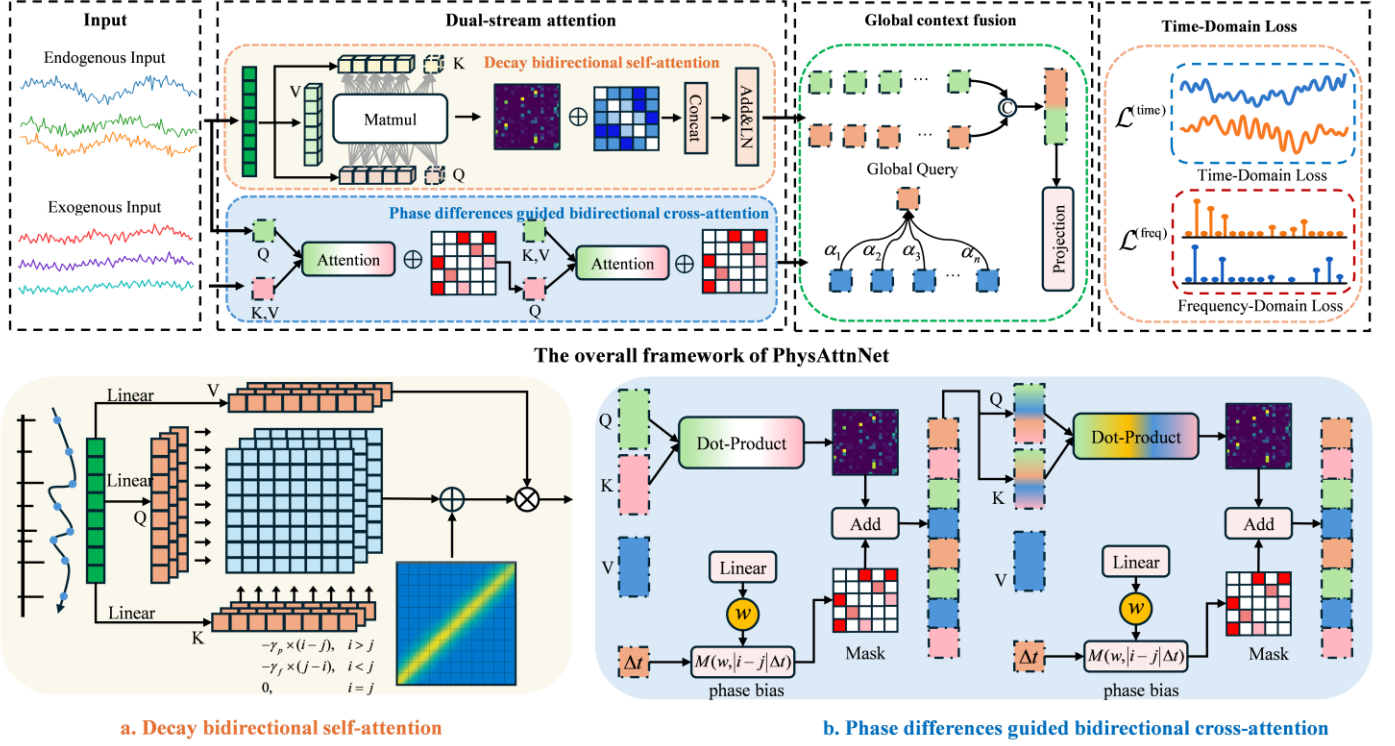 Input
Dual-stream attention
Global context fusion
Time-Domain Loss
Endogenous Input
Exogenous Input
Decay bidirectional self-attention
K
V
Matmul
Q
Concat
Add&LN
Phase differences guided bidirectional cross-attention
Q
K,V
Attention
K,V
Q
Attention
©
Global Query
α1 α2 α3 ... αn
Projection
ℒ(time)
Time-Domain Loss
ℒ(freq)
Frequency-Domain Loss
The overall framework of PhysAttnNet
Linear
V
Linear
Q
Linear
K
−γp × (i − j), i > j
−γf × (j − i), i < j
0, i = j
Q
K
V
Dot-Product
Add
Linear
w
Δt
M(w,|i − j|Δt)
phase bias
Mask
Q
K
V
Dot-Product
Add
Linear
w
Δt
M(w,|i − j|Δt)
phase bias
Mask
a. Decay bidirectional self-attention
b. Phase differences guided bidirectional cross-attention